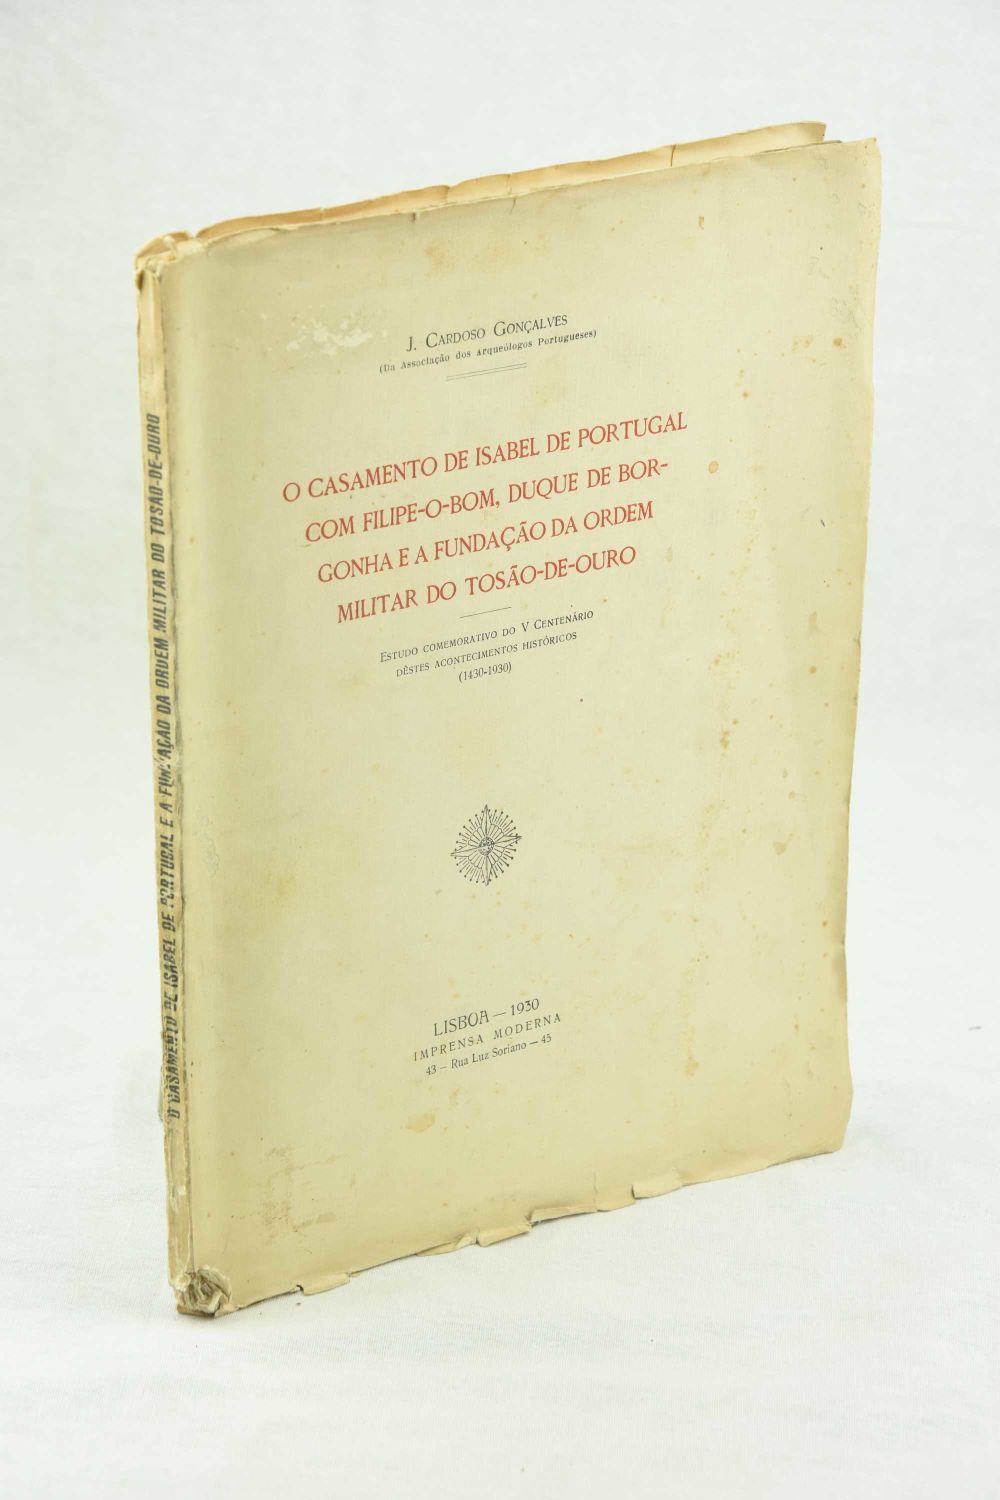 O CASAMENTO DE ISABEL DE PORTUGAL E A FUNDAÇÃO DA ORDEM MILITAR DO TOSÃO-DE-OURO
J. CARDOSO GONÇALVES
(Da Associação dos Arqueólogos Portugueses)
O CASAMENTO DE ISABEL DE PORTUGAL
COM FILIPE-O-BOM, DUQUE DE BOR-
GONHA E A FUNDAÇÃO DA ORDEM
MILITAR DO TOSÃO-DE-OURO
ESTUDO COMEMORATIVO DO V CENTENÁRIO
DÊSTES ACONTECIMENTOS HISTÓRICOS
(1430-1930)
LISBOA — 1930
IMPRENSA MODERNA
43 — Rua Luz Soriano — 45